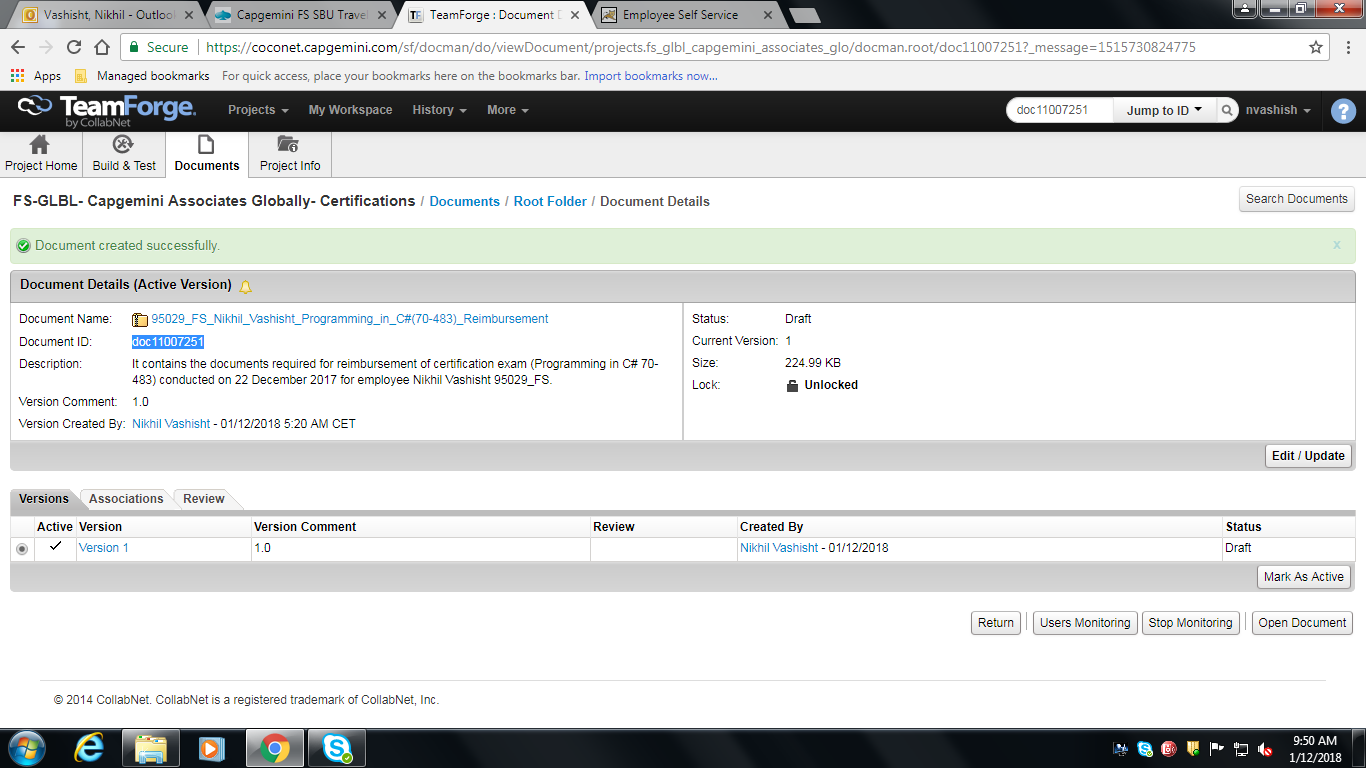 Vashisht, Nikhil - Outlook
Capgemini FS SBU Travel
TeamForge : Document D
Employee Self Service
Secure
https://coconet.capgemini.com/sf/docman/do/viewDocument/projects.fs_glbl_capgemini_associates_glo/docman.root/doc11007251?_message=1515730824775
Apps
Managed bookmarks
For quick access, place your bookmarks here on the bookmarks bar. Import bookmarks now...
TeamForge
by CollabNet
Projects
My Workspace
History
More
doc11007251
Jump to ID
nvashish
?
Project Home
Build & Test
Documents
Project Info
FS-GLBL- Capgemini Associates Globally- Certifications / Documents / Root Folder / Document Details
Search Documents
Document created successfully.
x
Document Details (Active Version)
Document Name: 95029_FS_Nikhil_Vashisht_Programming_in_C#(70-483)_Reimbursement
Document ID: doc11007251
Description: It contains the documents required for reimbursement of certification exam (Programming in C# 70-
483) conducted on 22 December 2017 for employee Nikhil Vashisht 95029_FS.
Version Comment: 1.0
Version Created By: Nikhil Vashisht - 01/12/2018 5:20 AM CET
Status: Draft
Current Version: 1
Size: 224.99 KB
Lock: Unlocked
Edit / Update
Versions
Associations
Review
Active Version Version Comment Review Created By Status
Version 1 1.0 Nikhil Vashisht - 01/12/2018 Draft
Mark As Active
Return
Users Monitoring
Stop Monitoring
Open Document
© 2014 CollabNet. CollabNet is a registered trademark of CollabNet, Inc.
9:50 AM
1/12/2018